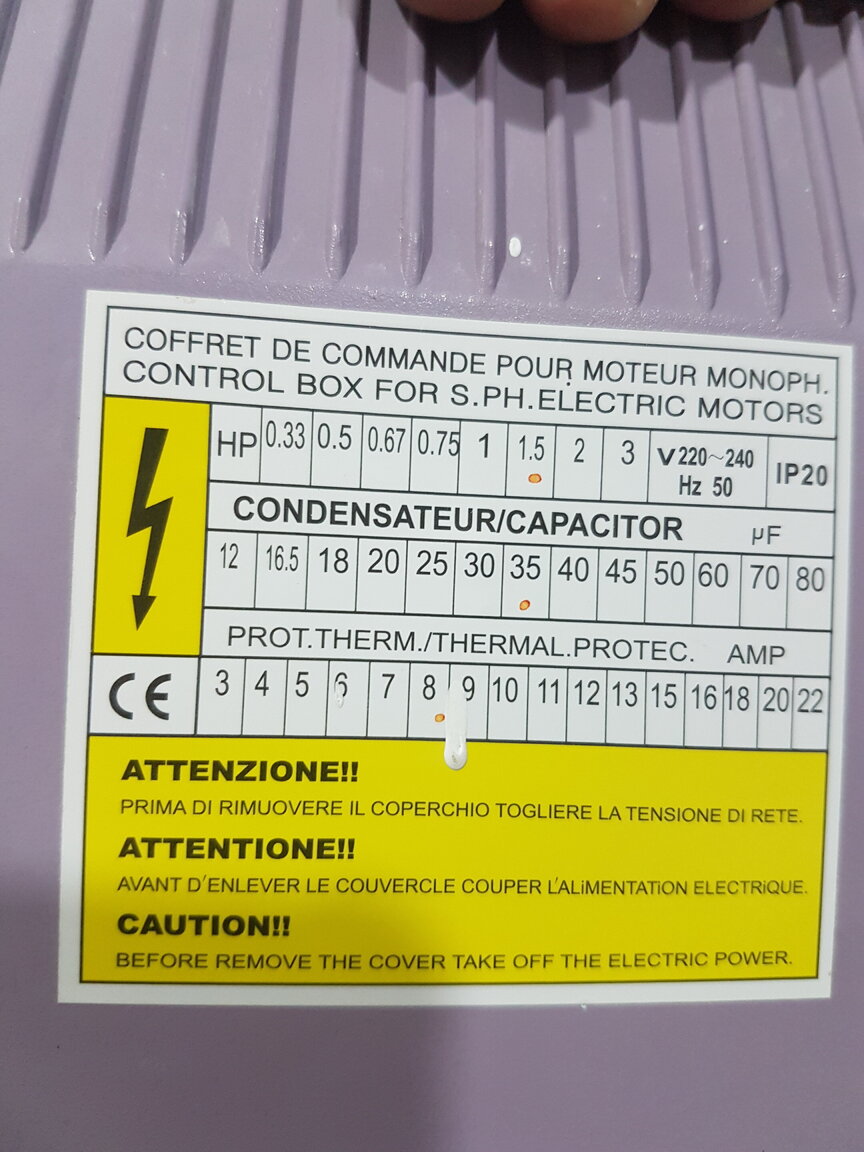 COFFRET DE COMMANDE POUR MOTEUR MONOPH.
CONTROL BOX FOR S.PH.ELECTRIC MOTORS
HP 0.33 0.5 0.67 0.75 1 1.5 2 3 V 220~240 Hz 50 IP20
CONDENSATEUR/CAPACITOR µF
12 16.5 18 20 25 30 35 40 45 50 60 70 80
PROT.THERM./THERMAL.PROTEC. AMP
CE 3 4 5 6 7 8 9 10 11 12 13 15 16 18 20 22
ATTENZIONE!!
PRIMA DI RIMUOVERE IL COPERCHIO TOGLIERE LA TENSIONE DI RETE.
ATTENTIONE!!
AVANT D'ENLEVER LE COUVERCLE COUPER L'ALiMENTATiON ELECTRiQUE.
CAUTION!!
BEFORE REMOVE THE COVER TAKE OFF THE ELECTRIC POWER.